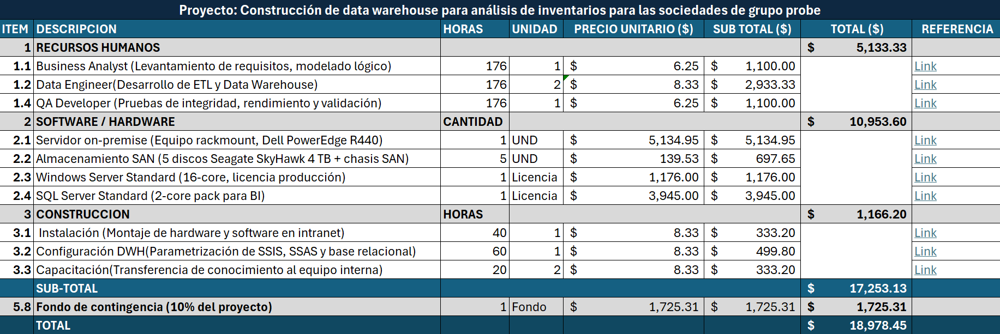 Proyecto: Construcción de data warehouse para análisis de inventarios para las sociedades de grupo probe
ITEM DESCRIPCION HORAS UNIDAD PRECIO UNITARIO ($) SUB TOTAL ($) TOTAL ($) REFERENCIA
1 RECURSOS HUMANOS $ 5,133.33
1.1 Business Analyst (Levantamiento de requisitos, modelado lógico) 176 1 $ 6.25 $ 1,100.00 Link
1.2 Data Engineer(Desarrollo de ETL y Data Warehouse) 176 2 $ 8.33 $ 2,933.33 Link
1.4 QA Developer (Pruebas de integridad, rendimiento y validación) 176 1 $ 6.25 $ 1,100.00 Link
2 SOFTWARE / HARDWARE CANTIDAD $ 10,953.60
2.1 Servidor on-premise (Equipo rackmount, Dell PowerEdge R440) 1 UND $ 5,134.95 $ 5,134.95 Link
2.2 Almacenamiento SAN (5 discos Seagate SkyHawk 4 TB + chasis SAN) 5 UND $ 139.53 $ 697.65 Link
2.3 Windows Server Standard (16-core, licencia producción) 1 Licencia $ 1,176.00 $ 1,176.00 Link
2.4 SQL Server Standard (2-core pack para BI) 1 Licencia $ 3,945.00 $ 3,945.00 Link
3 CONSTRUCCION HORAS $ 1,166.20
3.1 Instalación (Montaje de hardware y software en intranet) 40 1 $ 8.33 $ 333.20 Link
3.2 Configuración DWH(Parametrización de SSIS, SSAS y base relacional) 60 1 $ 8.33 $ 499.80 Link
3.3 Capacitación(Transferencia de conocimiento al equipo interna) 20 2 $ 8.33 $ 333.20 Link
SUB-TOTAL $ 17,253.13
5.8 Fondo de contingencia (10% del proyecto) 1 Fondo $ 1,725.31 $ 1,725.31 $ 1,725.31
TOTAL $ 18,978.45